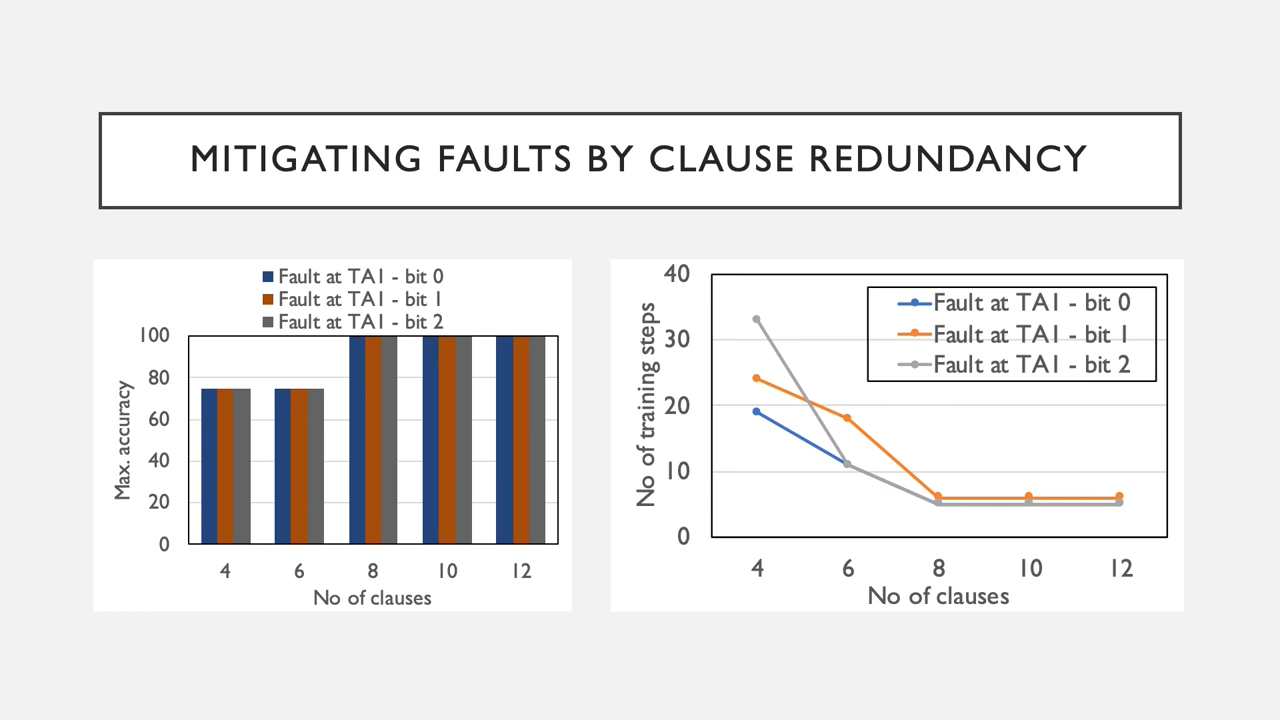 MITIGATING FAULTS BY CLAUSE REDUNDANCY
Fault at TA1 - bit 0
Fault at TA1 - bit 1
Fault at TA1 - bit 2
Max. accuracy
100
80
60
40
20
0
4 6 8 10 12
No of clauses
No of training steps
40
30
20
10
0
Fault at TA1 - bit 0
Fault at TA1 - bit 1
Fault at TA1 - bit 2
4 6 8 10 12
No of clauses